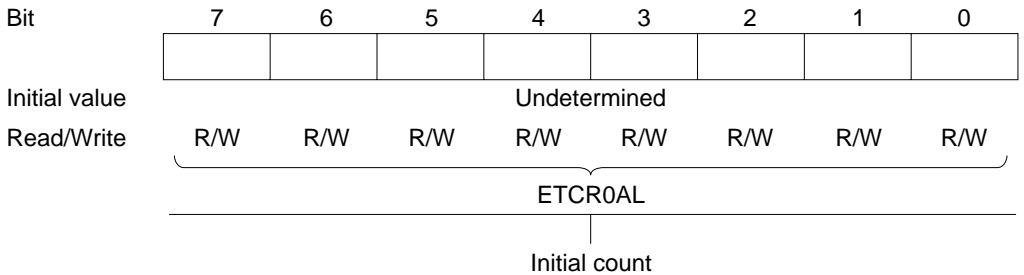 Bit 7 6 5 4 3 2 1 0
Initial value Undetermined
Read/Write R/W R/W R/W R/W R/W R/W R/W R/W
ETCR0AL
Initial count